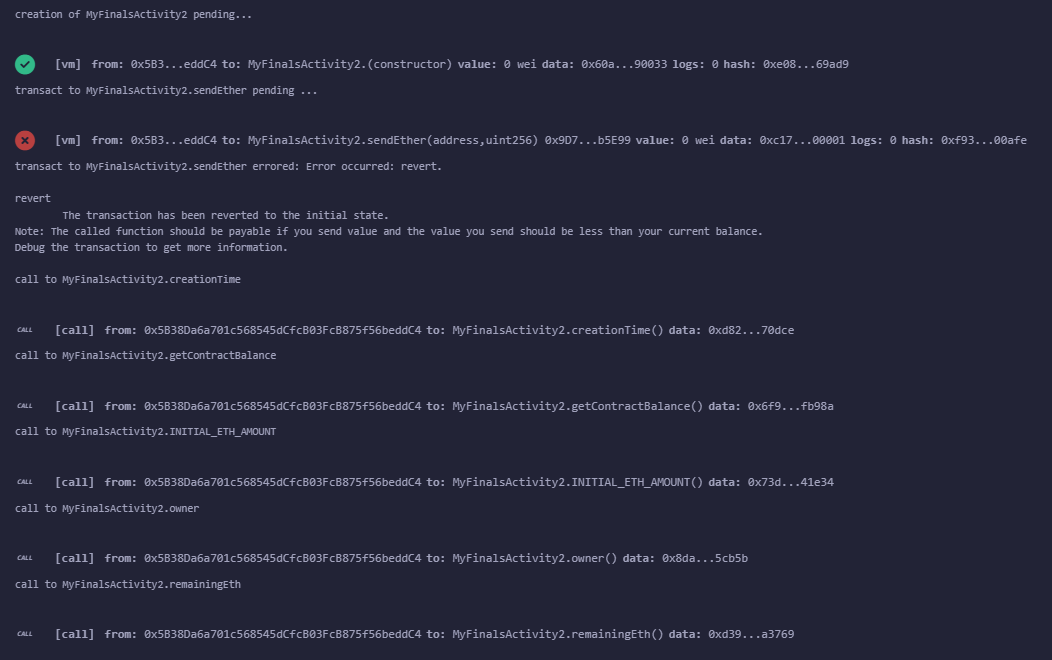 creation of MyFinalsActivity2 pending...
[vm] from: 0x5B3...eddC4 to: MyFinalsActivity2.(constructor) value: 0 wei data: 0x60a...90033 logs: 0 hash: 0xe08...69ad9
transact to MyFinalsActivity2.sendEther pending ...
[vm] from: 0x5B3...eddC4 to: MyFinalsActivity2.sendEther(address,uint256) 0x9D7...b5E99 value: 0 wei data: 0xc17...00001 logs: 0 hash: 0xf93...00afe
transact to MyFinalsActivity2.sendEther errored: Error occurred: revert.
revert
The transaction has been reverted to the initial state.
Note: The called function should be payable if you send value and the value you send should be less than your current balance.
Debug the transaction to get more information.
call to MyFinalsActivity2.creationTime
CALL [call] from: 0x5B38Da6a701c568545dCfcB03FcB875f56beddC4 to: MyFinalsActivity2.creationTime() data: 0xd82...70dce
call to MyFinalsActivity2.getContractBalance
CALL [call] from: 0x5B38Da6a701c568545dCfcB03FcB875f56beddC4 to: MyFinalsActivity2.getContractBalance() data: 0x6f9...fb98a
call to MyFinalsActivity2.INITIAL_ETH_AMOUNT
CALL [call] from: 0x5B38Da6a701c568545dCfcB03FcB875f56beddC4 to: MyFinalsActivity2.INITIAL_ETH_AMOUNT() data: 0x73d...41e34
call to MyFinalsActivity2.owner
CALL [call] from: 0x5B38Da6a701c568545dCfcB03FcB875f56beddC4 to: MyFinalsActivity2.owner() data: 0x8da...5cb5b
call to MyFinalsActivity2.remainingEth
CALL [call] from: 0x5B38Da6a701c568545dCfcB03FcB875f56beddC4 to: MyFinalsActivity2.remainingEth() data: 0xd39...a3769